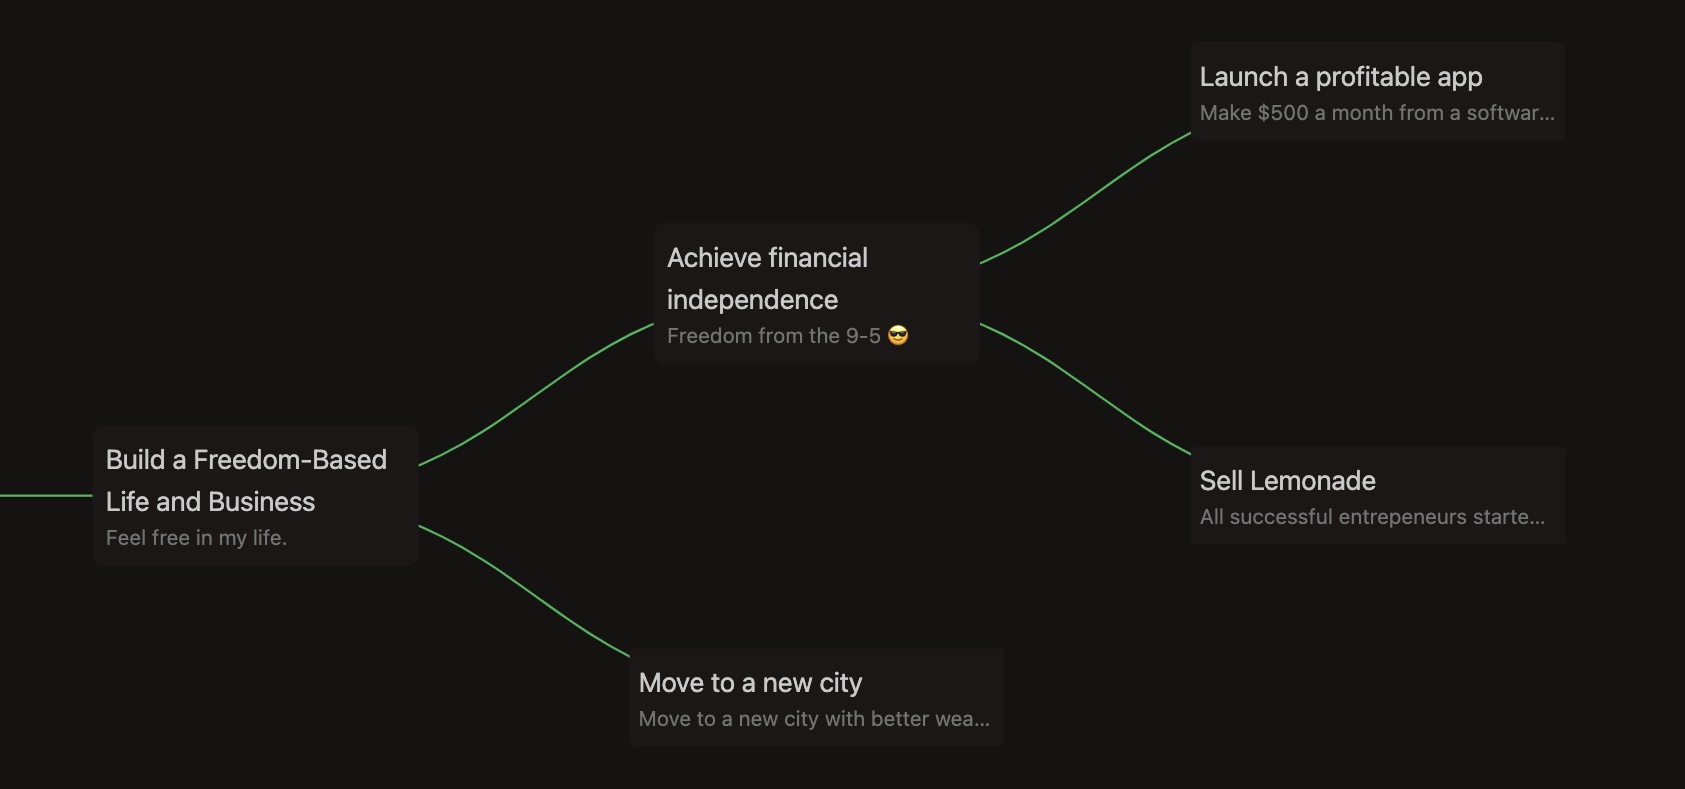 Launch a profitable app
Make $500 a month from a softwar...
Achieve financial
independence
Freedom from the 9-5 😎
Build a Freedom-Based
Life and Business
Feel free in my life.
Sell Lemonade
All successful entrepeneurs starte...
Move to a new city
Move to a new city with better wea...